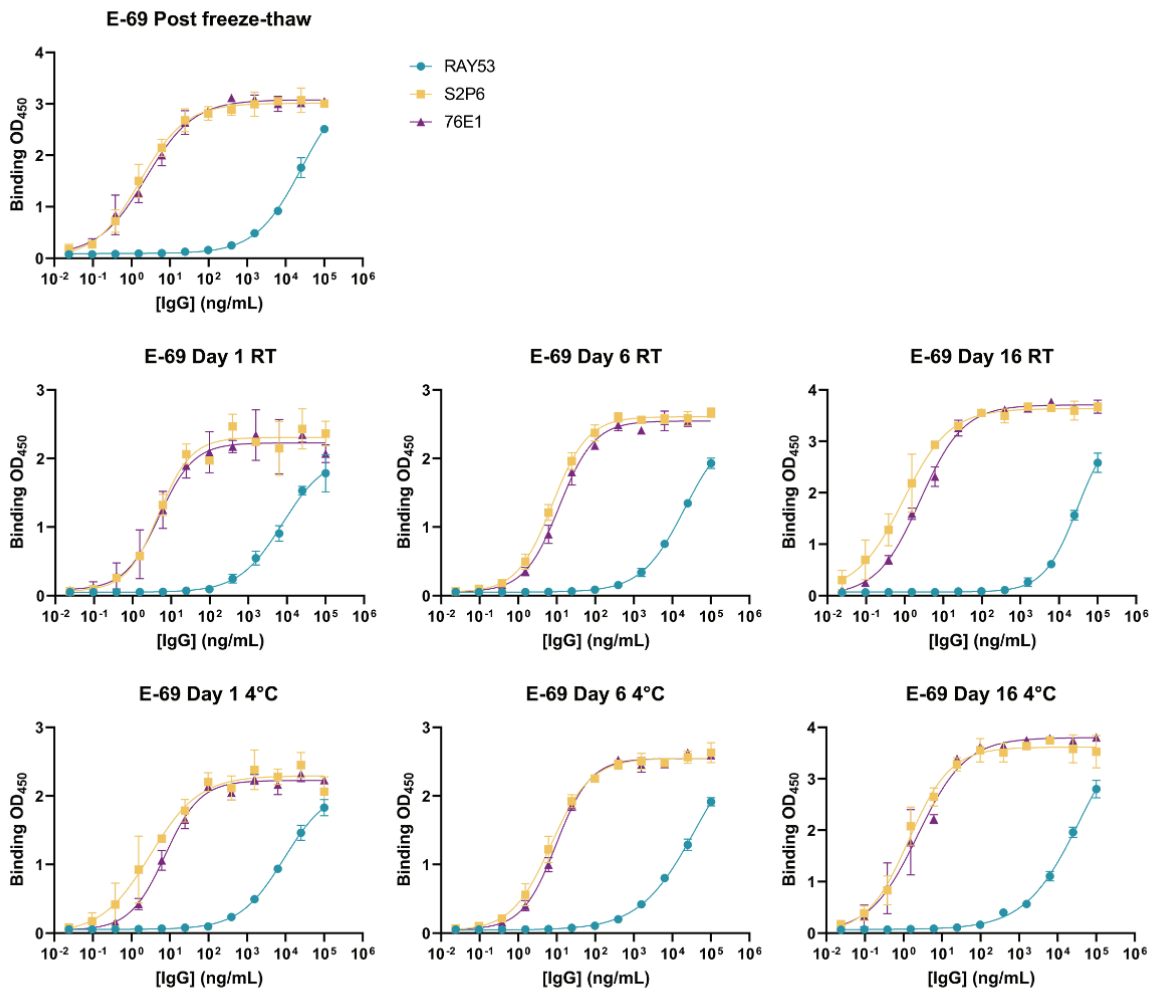 E-69 Post freeze-thaw
4
3
2
1
0
Binding OD450
10-2 10-1 100 101 102 103 104 105 106
[IgG] (ng/mL)
RAY53
S2P6
76E1
E-69 Day 1 RT
3
2
1
0
Binding OD450
10-2 10-1 100 101 102 103 104 105 106
[IgG] (ng/mL)
E-69 Day 6 RT
3
2
1
0
Binding OD450
10-2 10-1 100 101 102 103 104 105 106
[IgG] (ng/mL)
E-69 Day 16 RT
4
3
2
1
0
Binding OD450
10-2 10-1 100 101 102 103 104 105 106
[IgG] (ng/mL)
E-69 Day 1 4°C
3
2
1
0
Binding OD450
10-2 10-1 100 101 102 103 104 105 106
[IgG] (ng/mL)
E-69 Day 6 4°C
3
2
1
0
Binding OD450
10-2 10-1 100 101 102 103 104 105 106
[IgG] (ng/mL)
E-69 Day 16 4°C
4
3
2
1
0
Binding OD450
10-2 10-1 100 101 102 103 104 105 106
[IgG] (ng/mL)